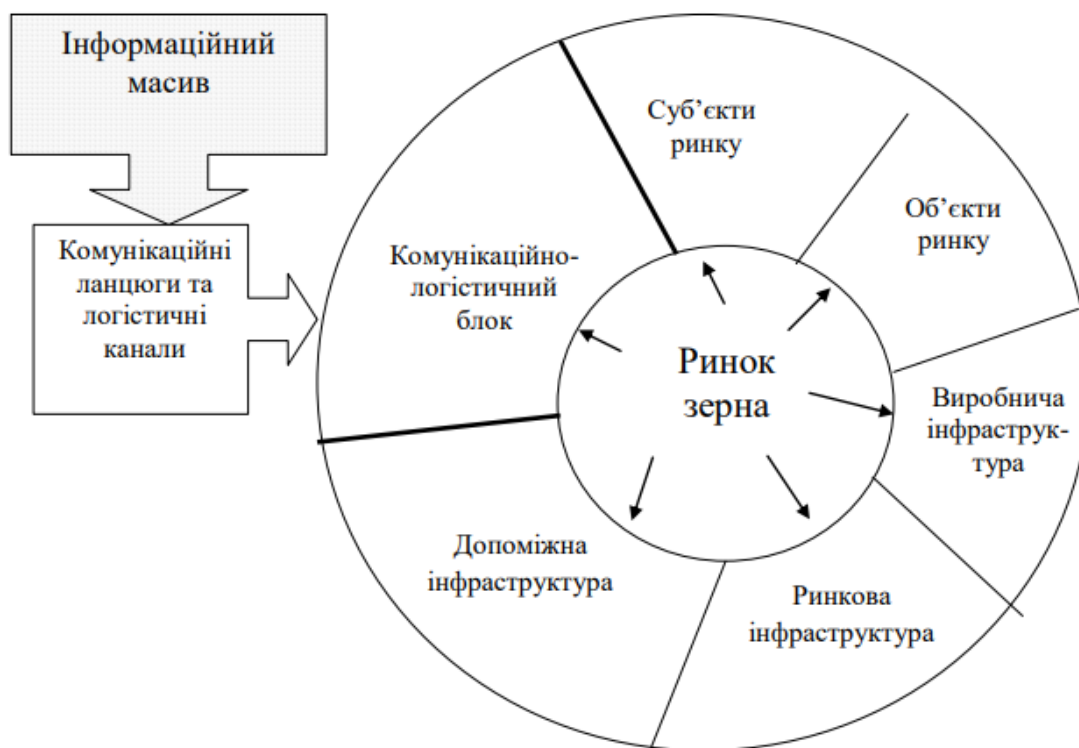 Інформаційний
масив
Комунікаційні
ланцюги та
логістичні
канали
Суб’єкти
ринку
Об’єкти
ринку
Комунікаційно-
логістичний
блок
Ринок
зерна
Виробнича
інфраструк-
тура
Допоміжна
інфраструктура
Ринкова
інфраструктура